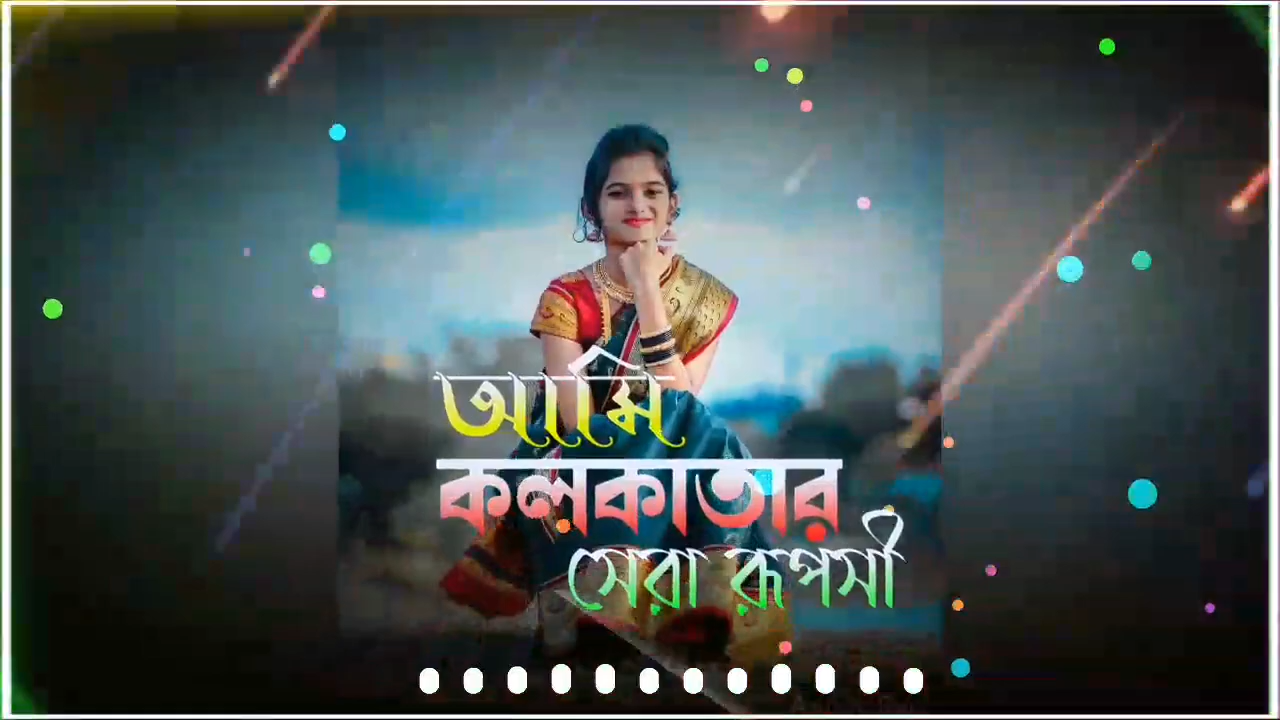 আমি
কলকাতার
সেরা রূপসী